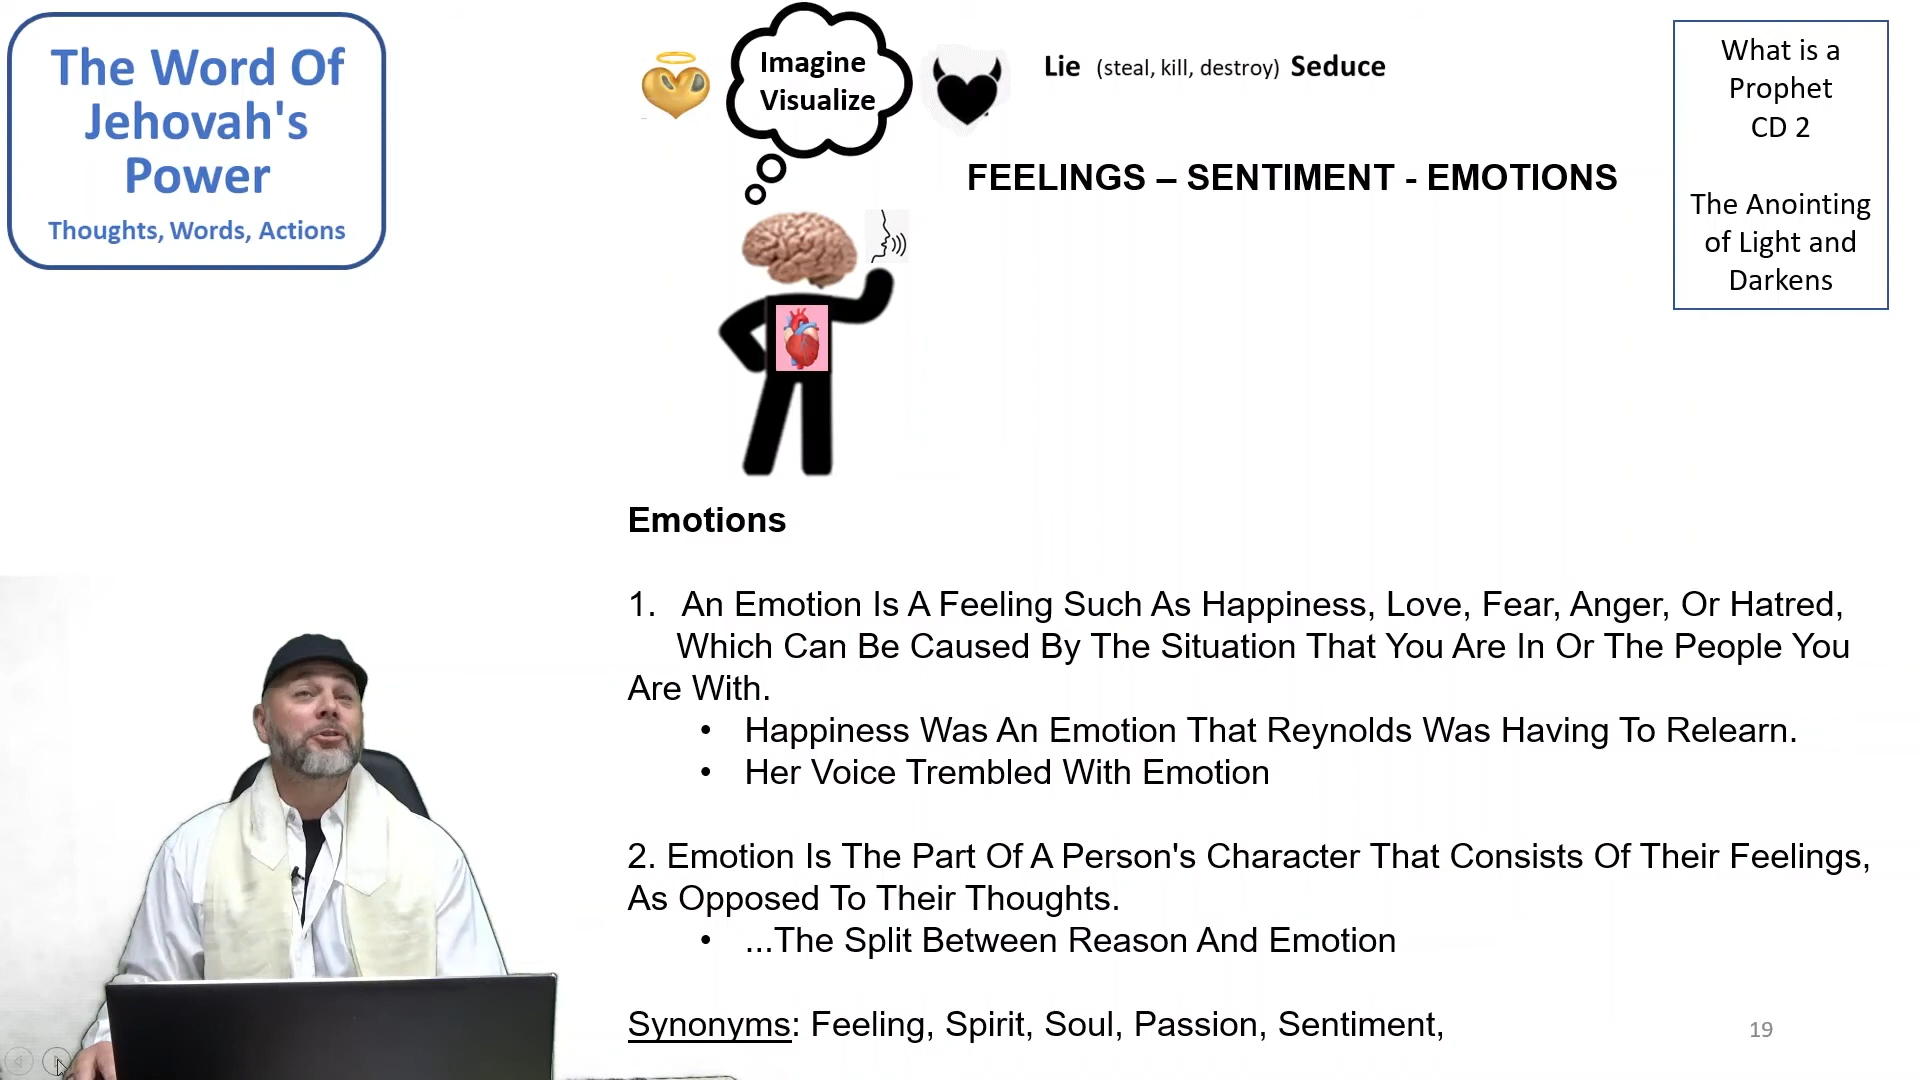 The Word Of
Jehovah's
Power
Thoughts, Words, Actions
Imagine
Visualize
Lie (steal, kill, destroy) Seduce
FEELINGS – SENTIMENT - EMOTIONS
What is a
Prophet
CD 2
The Anointing
of Light and
Darkens
Emotions
1. An Emotion Is A Feeling Such As Happiness, Love, Fear, Anger, Or Hatred,
Which Can Be Caused By The Situation That You Are In Or The People You
Are With.
• Happiness Was An Emotion That Reynolds Was Having To Relearn.
• Her Voice Trembled With Emotion
2. Emotion Is The Part Of A Person's Character That Consists Of Their Feelings,
As Opposed To Their Thoughts.
• ...The Split Between Reason And Emotion
Synonyms: Feeling, Spirit, Soul, Passion, Sentiment,
19